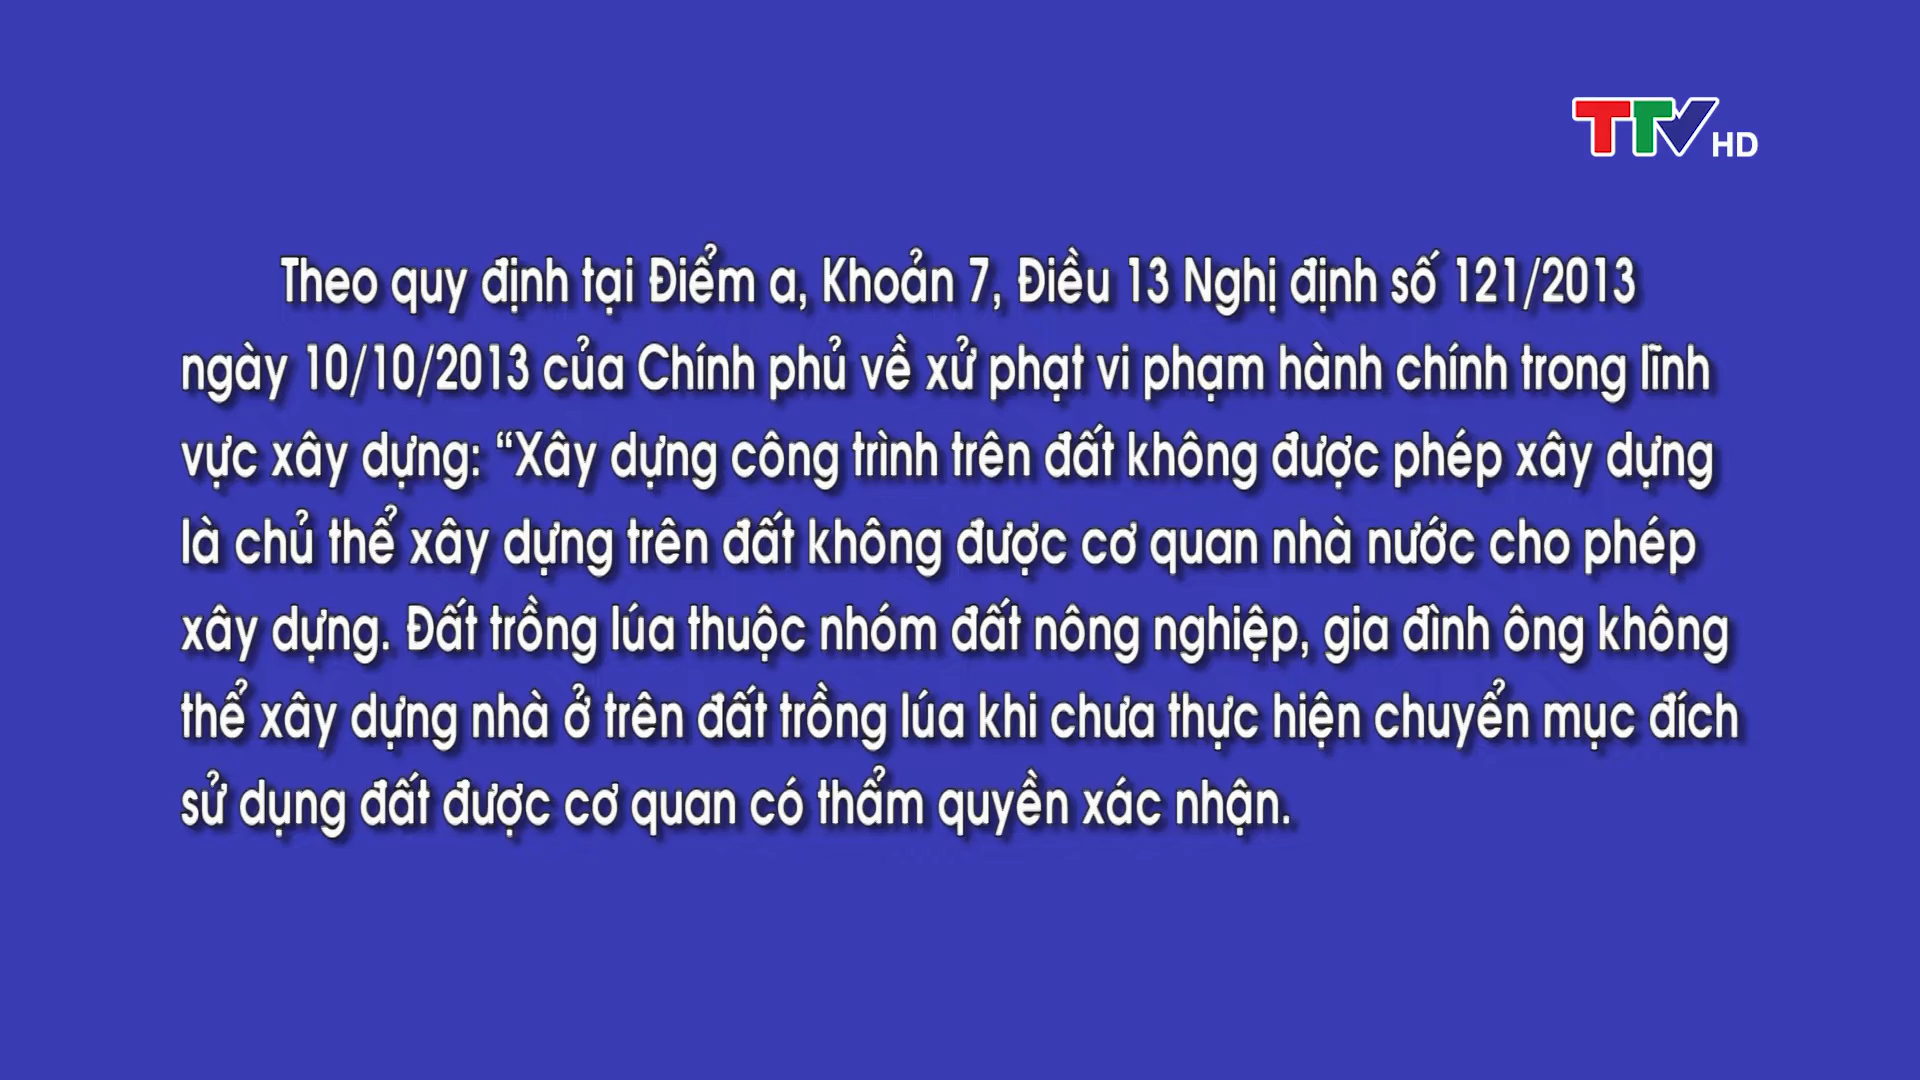 TTV HD
Theo quy định tại Điểm a, Khoản 7, Điều 13 Nghị định số 121/2013
ngày 10/10/2013 của Chính phủ về xử phạt vi phạm hành chính trong lĩnh
vực xây dựng: “Xây dựng công trình trên đất không được phép xây dựng
là chủ thể xây dựng trên đất không được cơ quan nhà nước cho phép
xây dựng. Đất trồng lúa thuộc nhóm đất nông nghiệp, gia đình ông không
thể xây dựng nhà ở trên đất trồng lúa khi chưa thực hiện chuyển mục đích
sử dụng đất được cơ quan có thẩm quyền xác nhận.